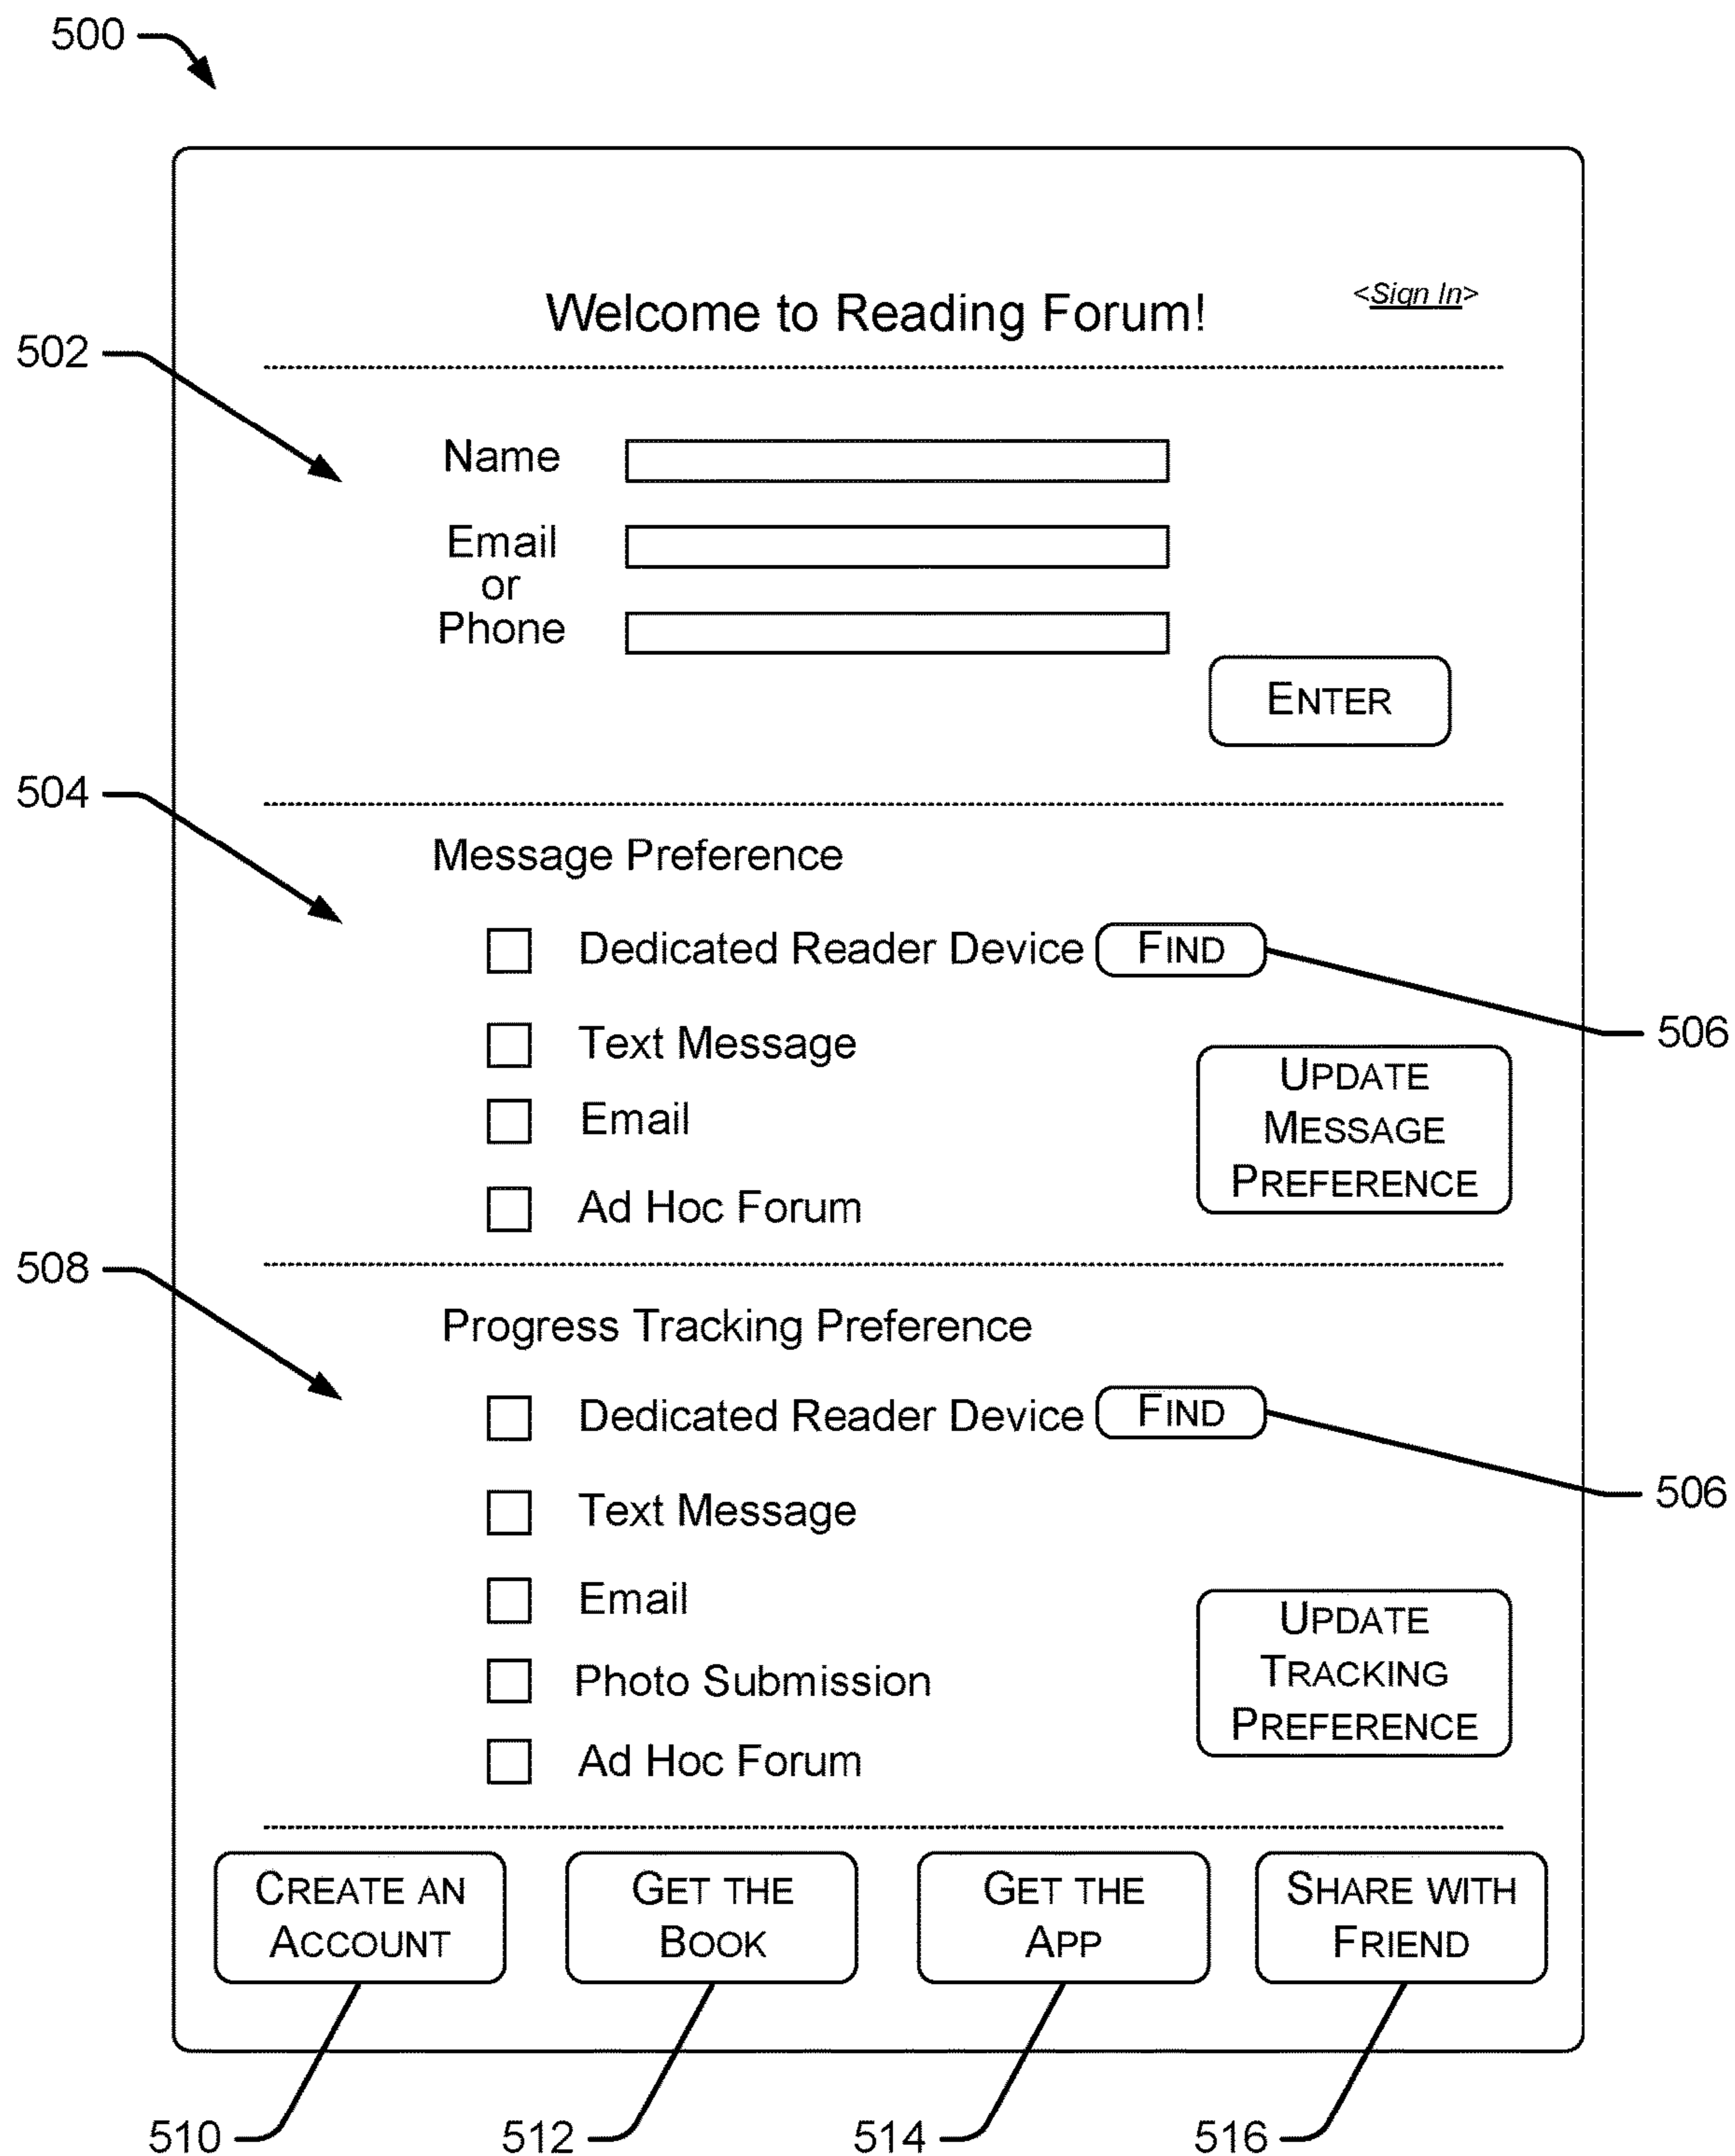 500
Welcome to Reading Forum!
<Sign In>
502
Name
Email
or
Phone
ENTER
504
Message Preference
Dedicated Reader Device
FIND
506
Text Message
Email
Ad Hoc Forum
UPDATE
MESSAGE
PREFERENCE
508
Progress Tracking Preference
Dedicated Reader Device
FIND
506
Text Message
Email
Photo Submission
Ad Hoc Forum
UPDATE
TRACKING
PREFERENCE
CREATE AN
ACCOUNT
GET THE
BOOK
GET THE
APP
SHARE WITH
FRIEND
510
512
514
516